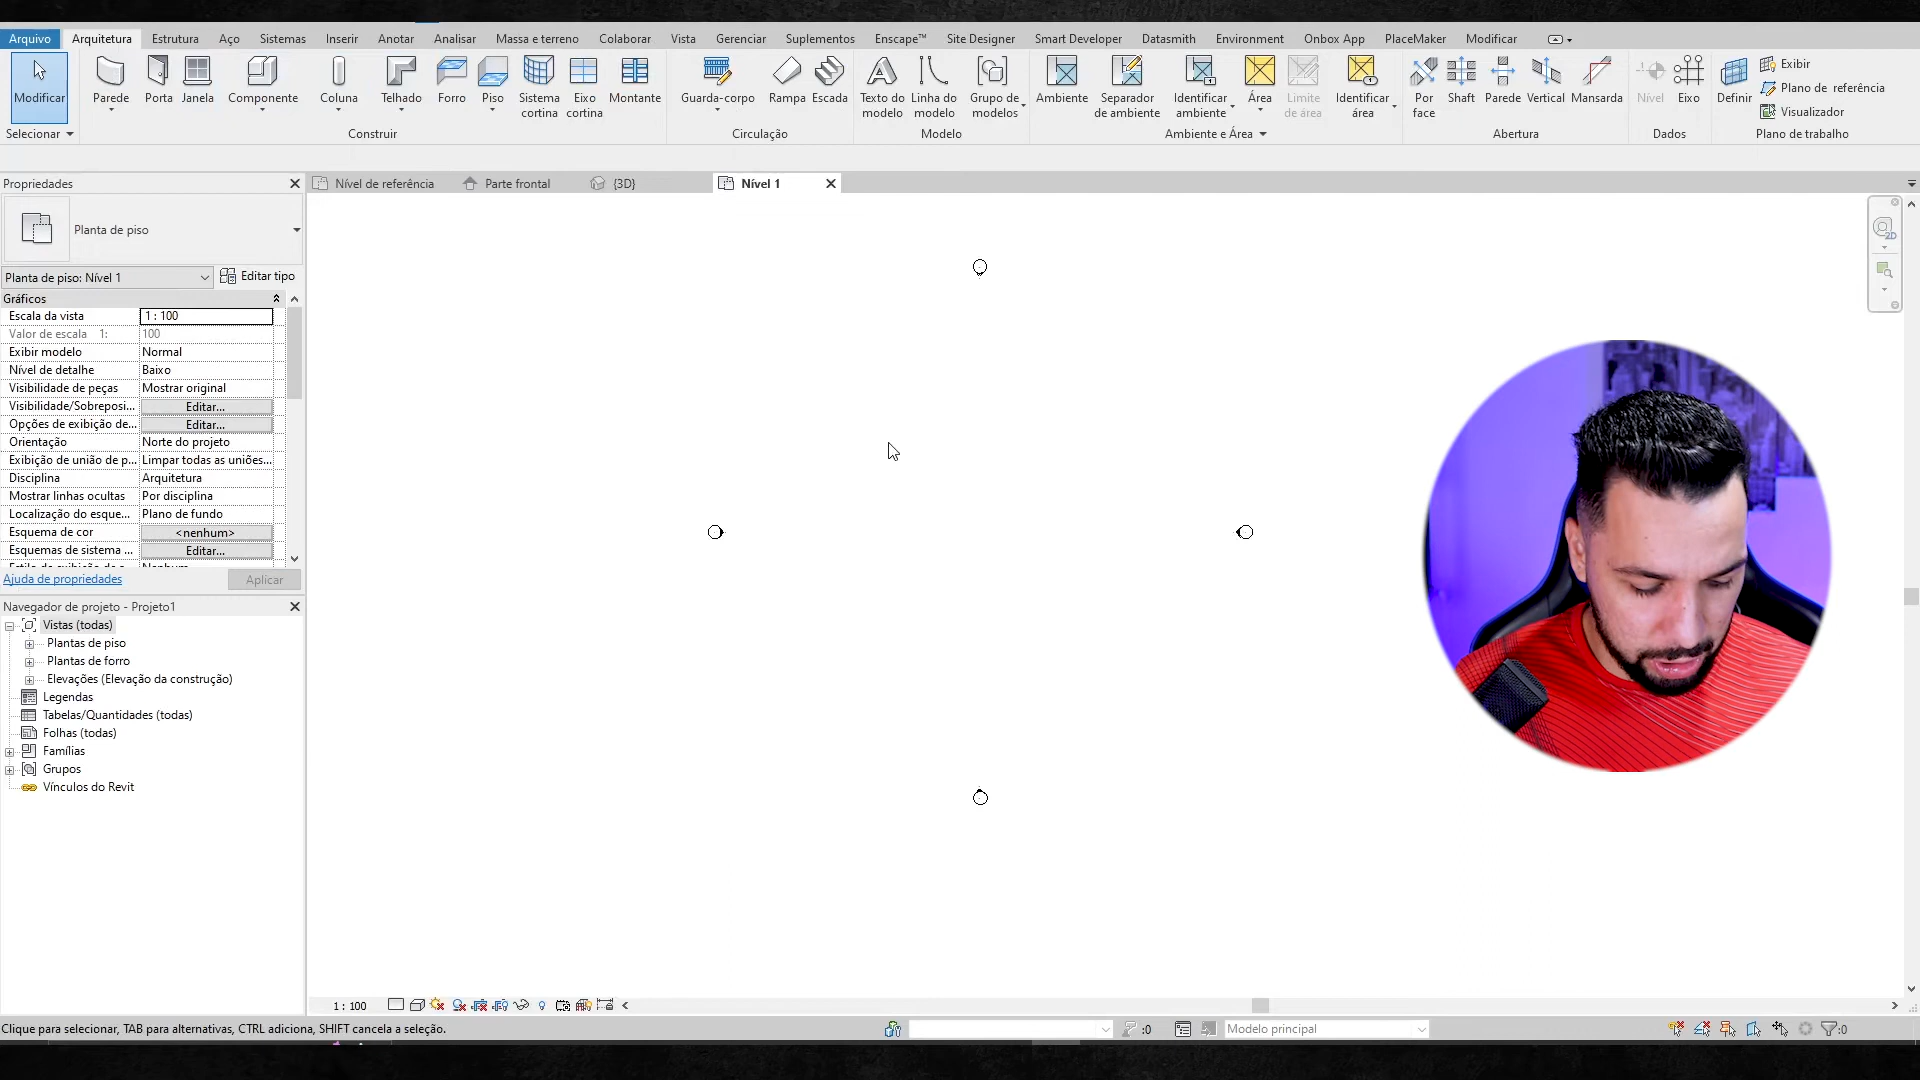 Arquivo Arquitetura Estrutura Aço Sistemas Inserir Anotar Analisar Massa e terreno Colaborar Vista Gerenciar Suplementos Enscape™ Site Designer Smart Developer Datasmith Environment Onbox App PlaceMaker Modificar
Modificar Parede Porta Janela Componente Coluna Telhado Forro Piso Sistema cortina Eixo cortina Montante Guarda-corpo Rampa Escada Texto do modelo Linha do modelo Grupo de modelos Ambiente Separador de ambiente Identificar ambiente Área Limite de área Identificar área Por face Shaft Parede Vertical Mansarda Nível Eixo Definir
Exibir
Plano de referência
Visualizador
Selecionar Construir Circulação Modelo Ambiente e Área Abertura Dados Plano de trabalho
Propriedades
Nível de referência Parte frontal {3D} Nível 1
2D
Planta de piso
Planta de piso: Nível 1 Editar tipo
Gráficos
Escala da vista 1 : 100
Valor de escala 1: 100
Exibir modelo Normal
Nível de detalhe Baixo
Visibilidade de peças Mostrar original
Visibilidade/Sobreposi... Editar...
Opções de exibição de... Editar...
Orientação Norte do projeto
Exibição de união de p... Limpar todas as uniões...
Disciplina Arquitetura
Mostrar linhas ocultas Por disciplina
Localização do esque... Plano de fundo
Esquema de cor <nenhum>
Esquemas de sistema ... Editar...
Ajuda de propriedades Aplicar
Navegador de projeto - Projeto1
Vistas (todas)
Plantas de piso
Plantas de forro
Elevações (Elevação da construção)
Legendas
Tabelas/Quantidades (todas)
Folhas (todas)
Famílias
Grupos
Vínculos do Revit
1 : 100
Clique para selecionar, TAB para alternativas, CTRL adiciona, SHIFT cancela a seleção. :0 Modelo principal :0